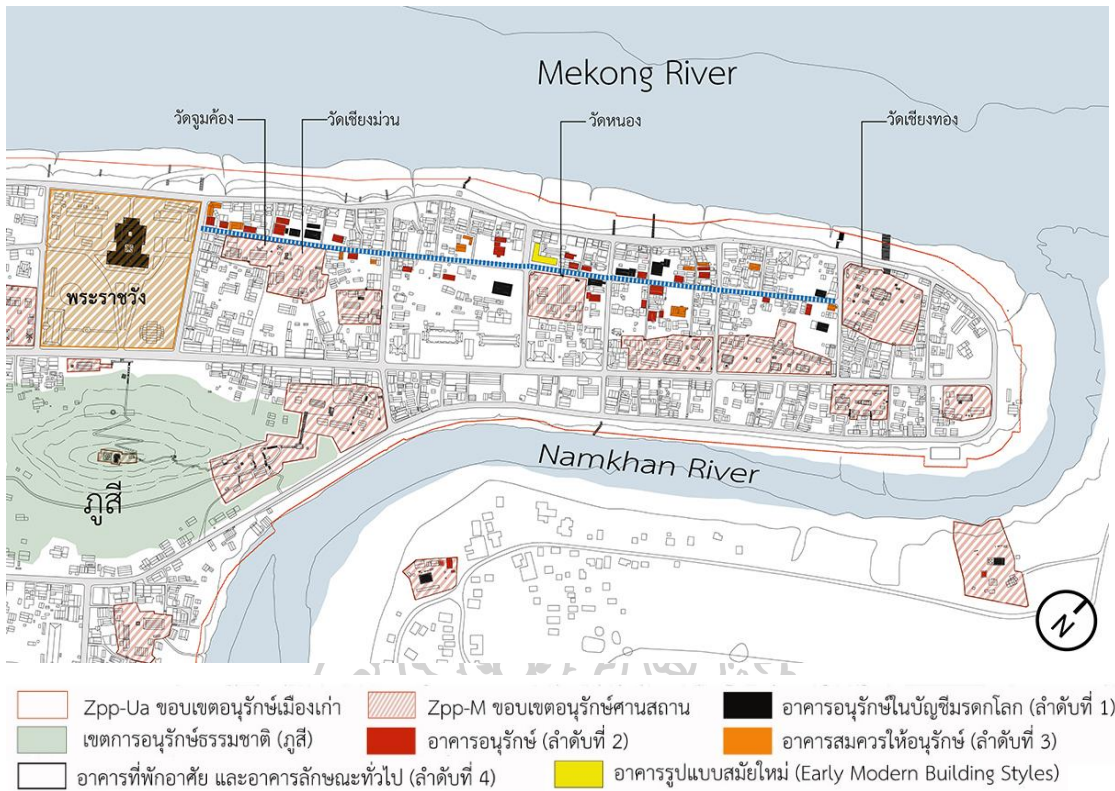 Mekong River
วัดจูมค้อง
วัดเชียงม่วน
วัดหนอง
วัดเชียงทอง
พระราชวัง
ภูสี
Namkhan River
N
Zpp-Ua ขอบเขตอนุรักษ์เมืองเก่า
Zpp-M ขอบเขตอนุรักษ์ศานสถาน
อาคารอนุรักษ์ในบัญชีมรดกโลก (ลำดับที่ 1)
เขตการอนุรักษ์ธรรมชาติ (ภูสี)
อาคารอนุรักษ์ (ลำดับที่ 2)
อาคารสมควรให้อนุรักษ์ (ลำดับที่ 3)
อาคารที่พักอาศัย และอาคารลักษณะทั่วไป (ลำดับที่ 4)
อาคารรูปแบบสมัยใหม่ (Early Modern Building Styles)